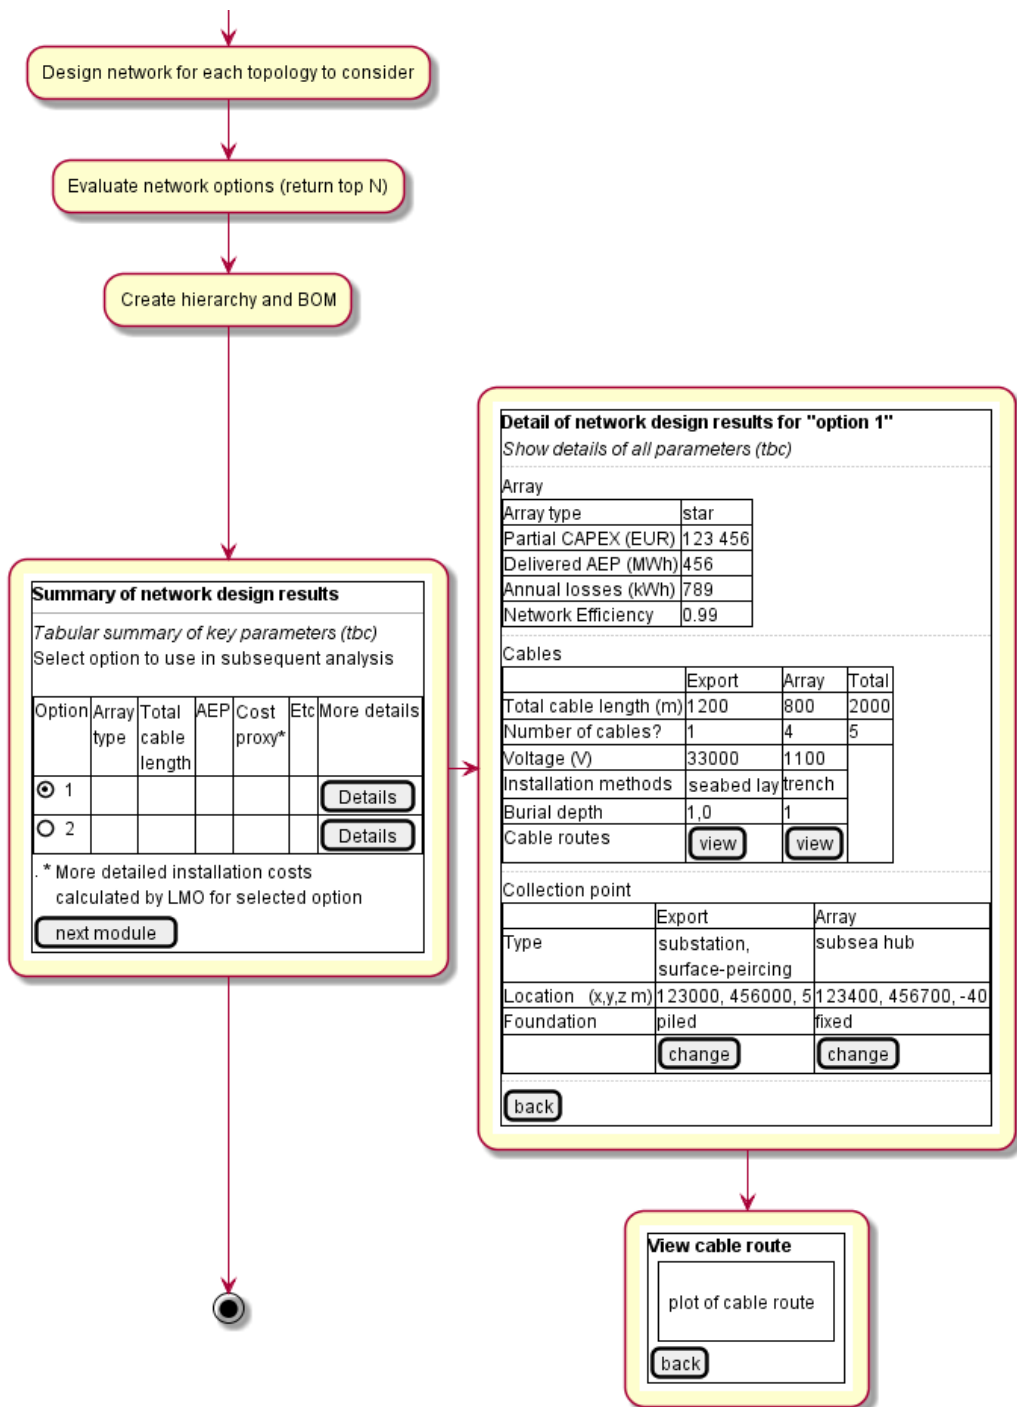 Design network for each topology to consider
Evaluate network options (return top N)
Create hierarchy and BOM
Summary of network design results
Tabular summary of key parameters (tbc)
Select option to use in subsequent analysis
Option Array type Total cable length AEP Cost proxy* Etc More details
1 Details
2 Details
. * More detailed installation costs
calculated by LMO for selected option
next module
Detail of network design results for "option 1"
Show details of all parameters (tbc)
Array
Array type star
Partial CAPEX (EUR) 123 456
Delivered AEP (MWh) 456
Annual losses (kWh) 789
Network Efficiency 0.99
Cables
Export Array Total
Total cable length (m) 1200 800 2000
Number of cables? 1 4 5
Voltage (V) 33000 1100
Installation methods seabed lay trench
Burial depth 1,0 1
Cable routes view view
Collection point
Export Array
Type substation, surface-peircing subsea hub
Location (x,y,z m) 123000, 456000, 5 123400, 456700, -40
Foundation piled fixed
change change
back
View cable route
plot of cable route
back